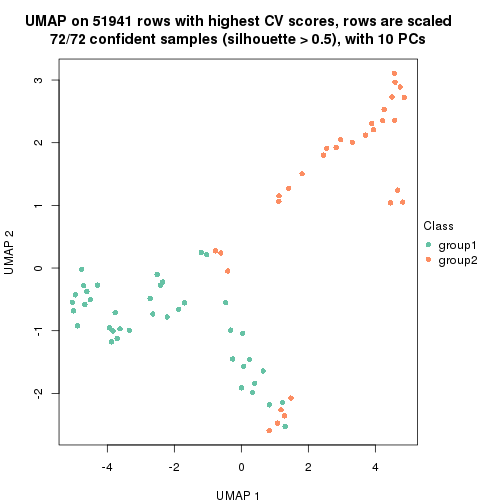 UMAP on 51941 rows with highest CV scores, rows are scaled
72/72 confident samples (silhouette > 0.5), with 10 PCs
3
2
1
0
-1
-2
UMAP 2
-4
-2
0
2
4
UMAP 1
Class
group1
group2